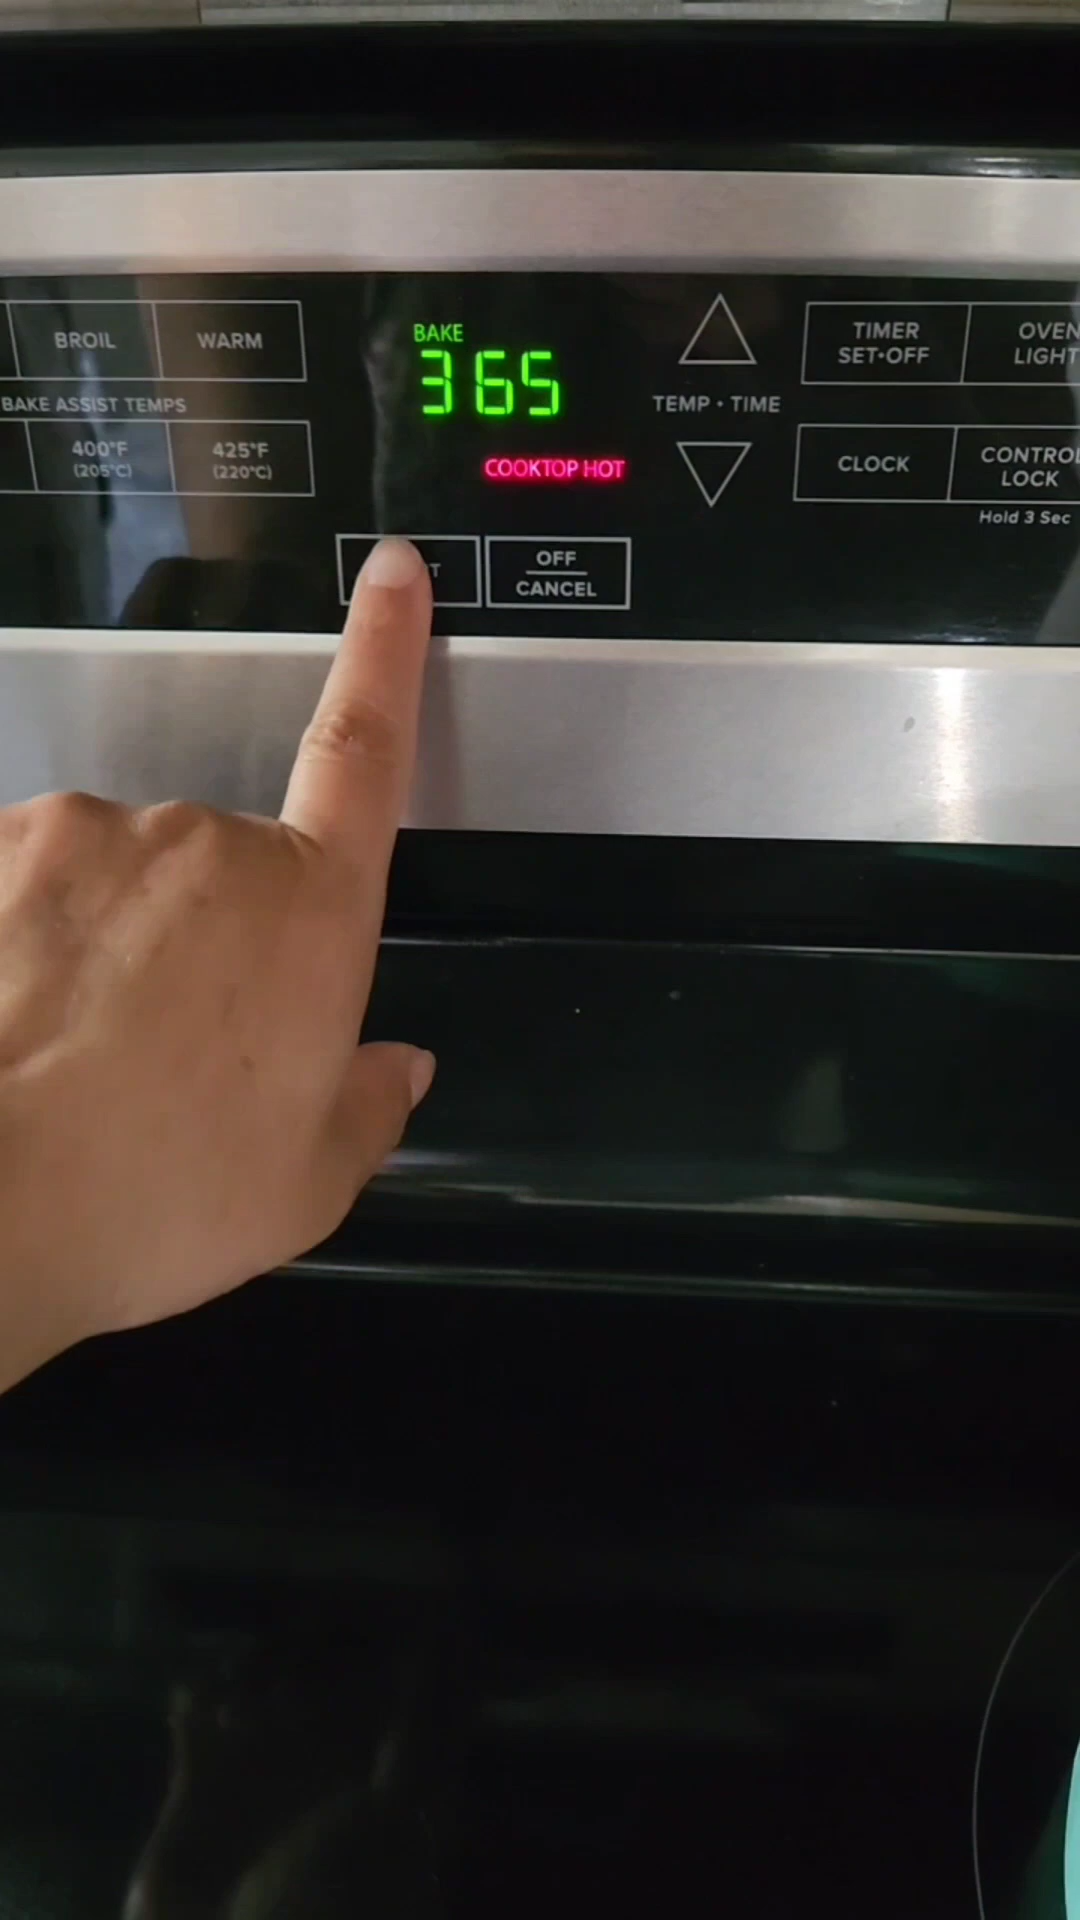 BROIL
WARM
BAKE
365
COOKTOP HOT
BAKE ASSIST TEMPS
400°F
(205°C)
425°F
(220°C)
TEMP • TIME
TIMER
SET•OFF
OVEN
LIGHT
CLOCK
CONTROL
LOCK
Hold 3 Sec
OFF
CANCEL